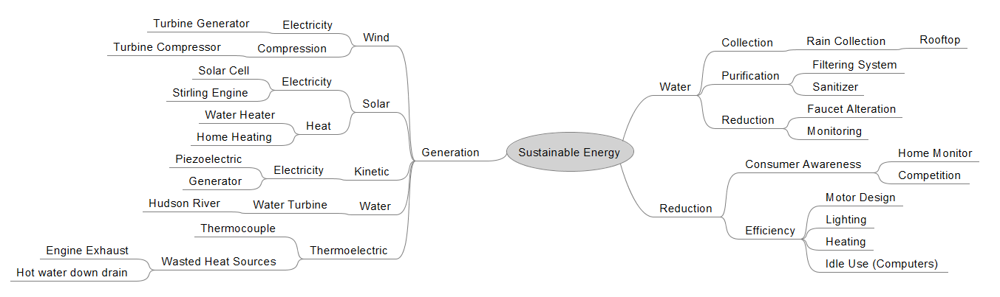 Sustainable Energy
Generation
Wind
Electricity
Turbine Generator
Compression
Turbine Compressor
Solar
Electricity
Solar Cell
Stirling Engine
Heat
Water Heater
Home Heating
Kinetic
Electricity
Piezoelectric
Generator
Water
Water Turbine
Hudson River
Thermoelectric
Thermocouple
Wasted Heat Sources
Engine Exhaust
Hot water down drain
Water
Collection
Rain Collection
Rooftop
Purification
Filtering System
Sanitizer
Reduction
Faucet Alteration
Monitoring
Reduction
Consumer Awareness
Home Monitor
Competition
Efficiency
Motor Design
Lighting
Heating
Idle Use (Computers)